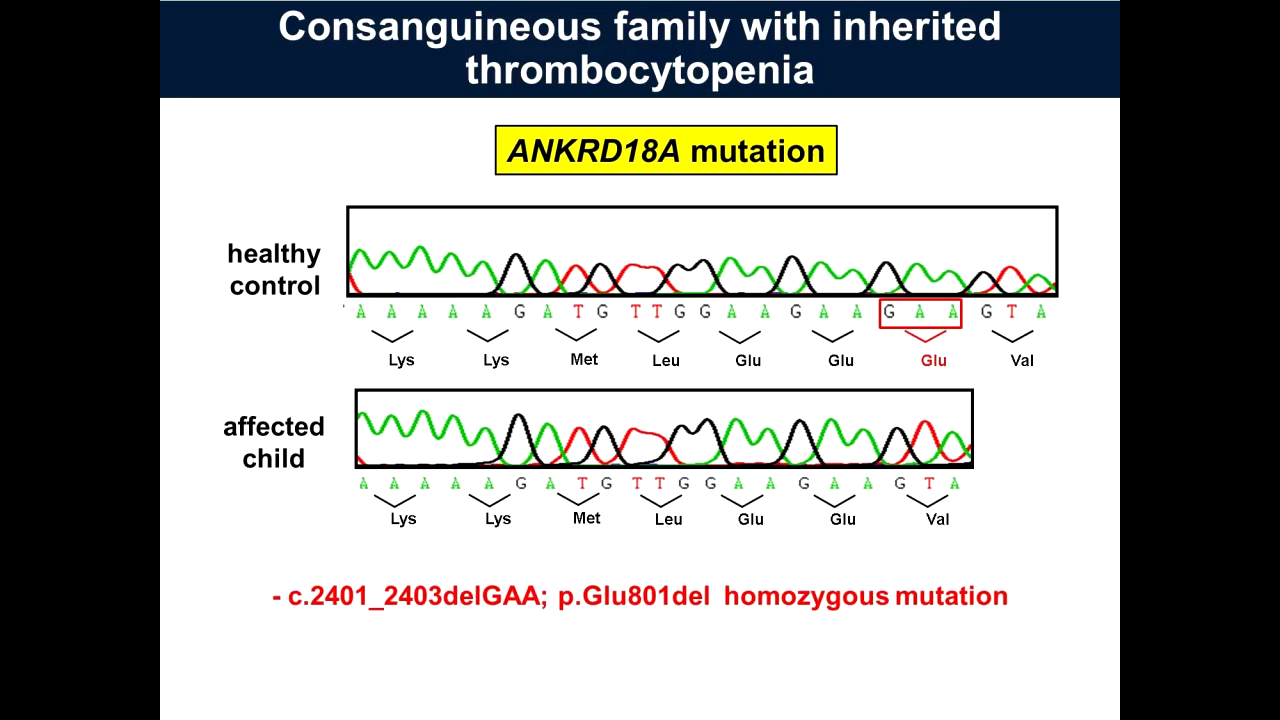 Consanguineous family with inherited
thrombocytopenia
ANKRD18A mutation
healthy
control
A A A A A G A T G T T G G A A G A A G A A G T A
Lys Lys Met Leu Glu Glu Glu Val
affected
child
A A A A A G A T G T T G G A A G A A G T A
Lys Lys Met Leu Glu Glu Val
- c.2401_2403delGAA; p.Glu801del homozygous mutation